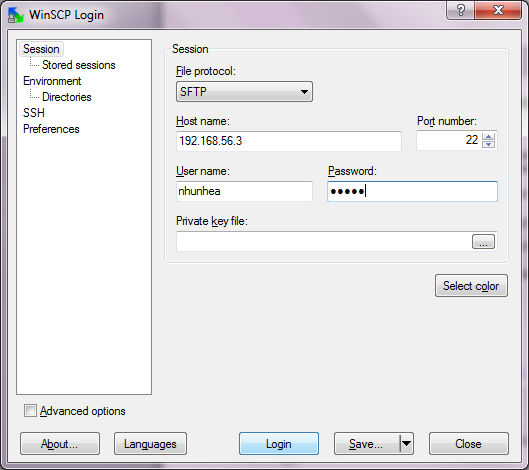 WinSCP Login
Session
Stored sessions
Environment
Directories
SSH
Preferences
Session
File protocol:
SFTP
Host name:
Port number:
192.168.56.3
22
User name:
Password:
nhunhea
●●●●●
Private key file:
...
Select color
Advanced options
About...
Languages
Login
Save...
Close